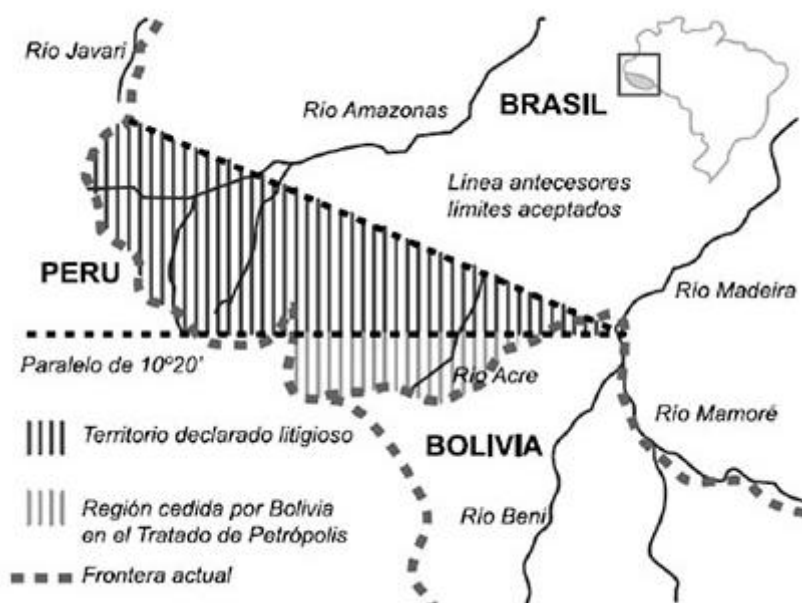 Río Javari
Río Amazonas
BRASIL
Línea antecesores
límites aceptados
PERU
Río Madeira
Paralelo de 10º20'
Río Acre
Río Mamoré
BOLIVIA
Territorio declarado litigioso
Río Beni
Región cedida por Bolivia
en el Tratado de Petrópolis
Frontera actual